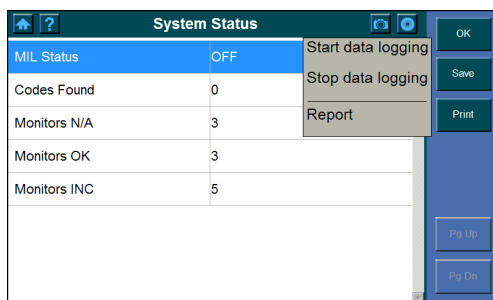 ? System Status
OK
Save
Print
Pg Up
Pg Dn
MIL Status OFF
Codes Found 0
Monitors N/A 3
Monitors OK 3
Monitors INC 5
Start data logging
Stop data logging
Report